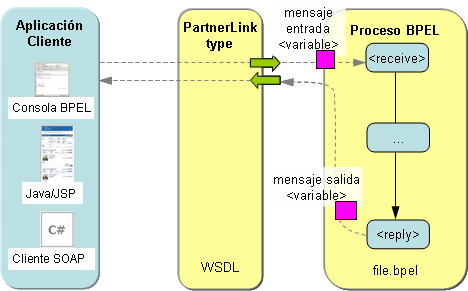 Aplicación
Cliente
Consola BPEL
Java/JSP
C#
Cliente SOAP
PartnerLink
type
WSDL
mensaje
entrada
<variable>
mensaje salida
<variable>
Proceso BPEL
<receive>
...
<reply>
file.bpel